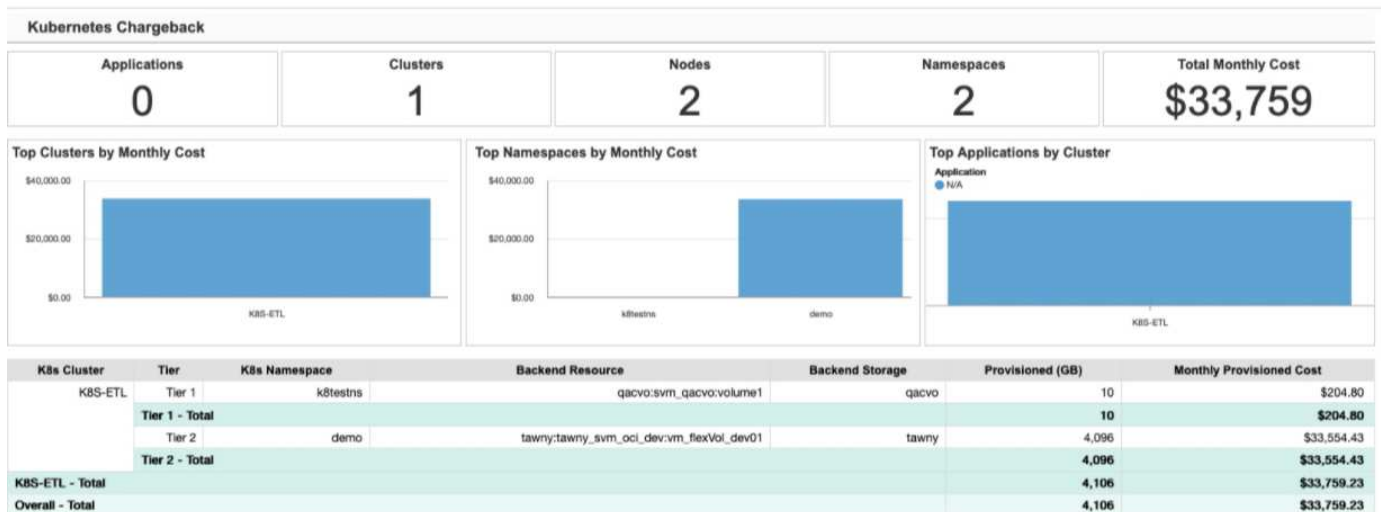 Kubernetes Chargeback
Applications Clusters Nodes Namespaces Total Monthly Cost
0 1 2 2 $33,759
Top Clusters by Monthly Cost
$40,000.00
$20,000.00
$0.00
K8S-ETL
Top Namespaces by Monthly Cost
$40,000.00
$20,000.00
$0.00
k8testns demo
Top Applications by Cluster
Application
N/A
K8S-ETL
K8s Cluster Tier K8s Namespace Backend Resource Backend Storage Provisioned (GB) Monthly Provisioned Cost
K8S-ETL Tier 1 k8testns qacvo:svm_qacvo:volume1 qacvo 10 $204.80
Tier 1 - Total 10 $204.80
Tier 2 demo tawny:tawny_svm_oci_dev:vm_flexVol_dev01 tawny 4,096 $33,554.43
Tier 2 - Total 4,096 $33,554.43
K8S-ETL - Total 4,106 $33,759.23
Overall - Total 4,106 $33,759.23